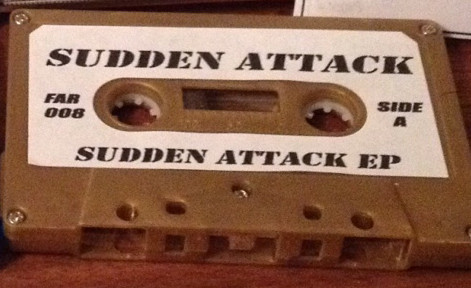 SUDDEN ATTACK
FAR
008
SIDE
A
SUDDEN ATTACK EP